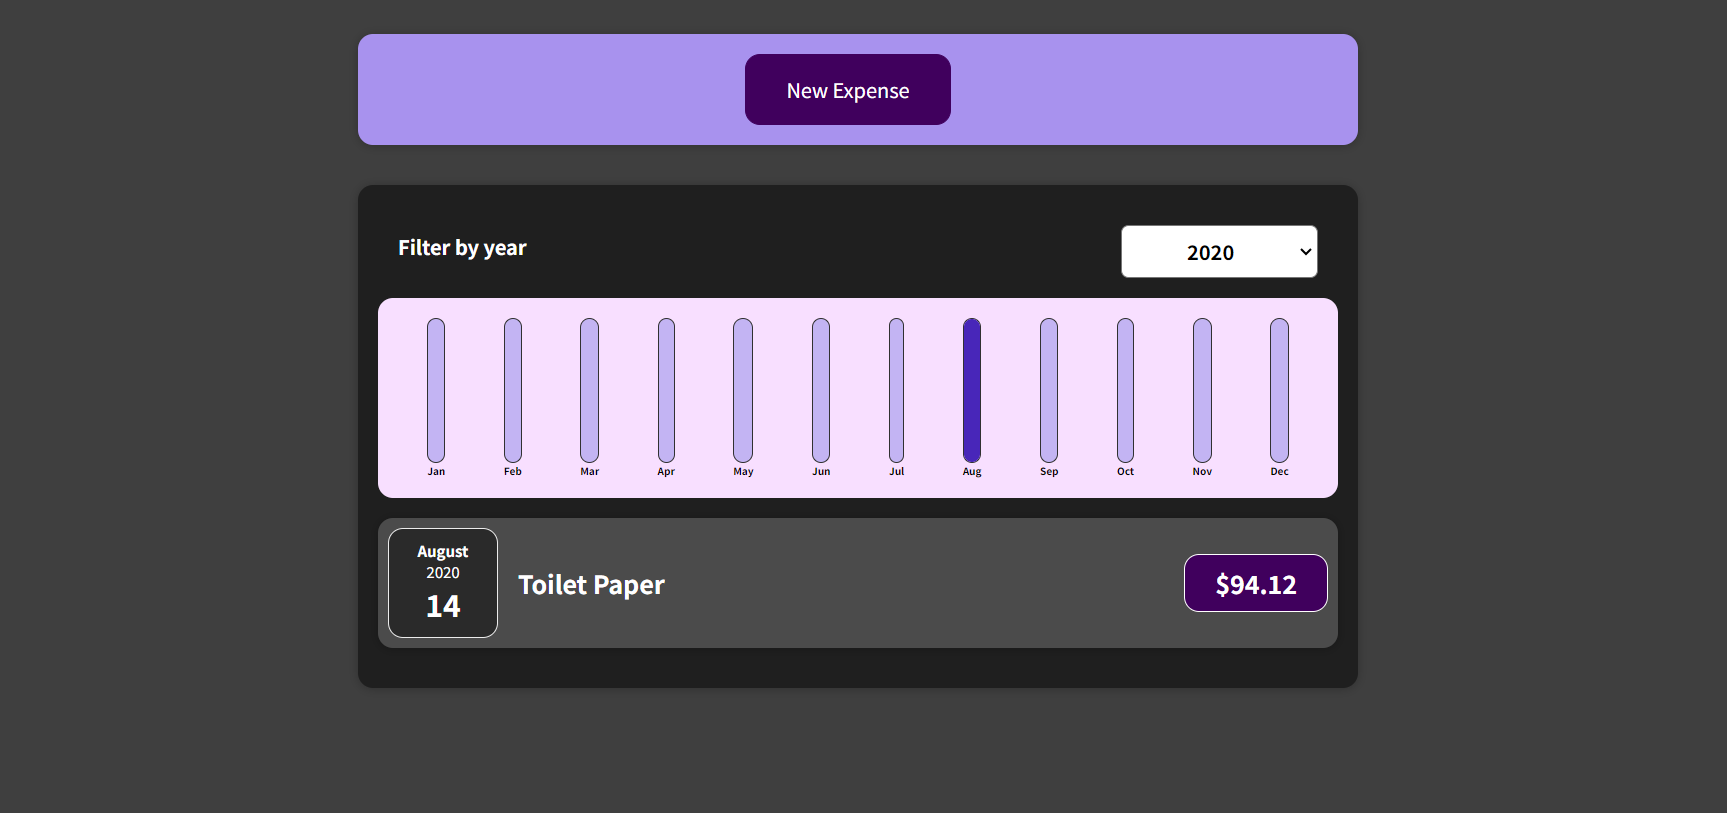 New Expense
Filter by year
2020
Jan Feb Mar Apr May Jun Jul Aug Sep Oct Nov Dec
August
2020
14
Toilet Paper
$94.12